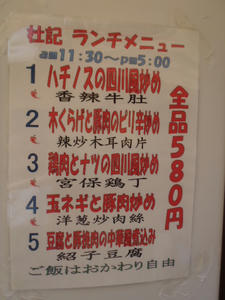 杜記 ランチメニュー
am11:30〜pm5:00
全品580円
1 ハチノスの四川風炒め
香辣牛肚
2 木くらげと豚肉のピリ辛炒め
辣炒木耳肉片
3 鶏肉とナツの四川風炒め
宮保鶏丁
4 玉ネギと豚肉炒め
洋葱炒肉絲
5 豆腐と豚挽肉の中華風煮込み
紹子豆腐
ご飯はおかわり自由